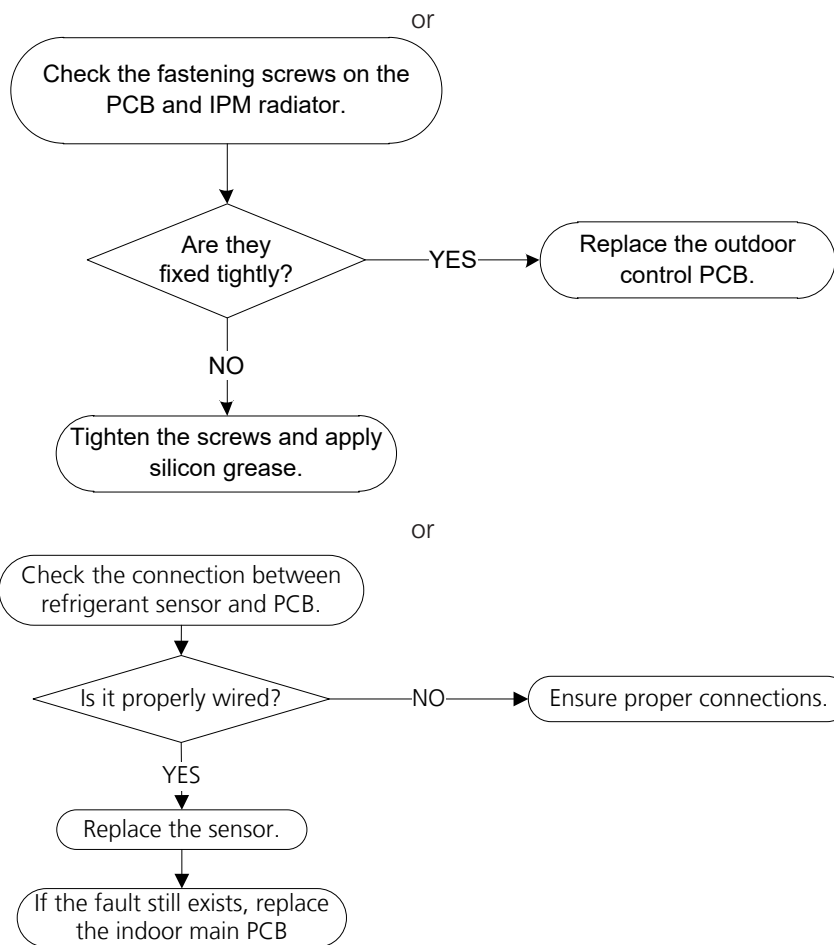 or
Check the fastening screws on the
PCB and IPM radiator.
Are they
fixed tightly?
YES
Replace the outdoor
control PCB.
NO
Tighten the screws and apply
silicon grease.
or
Check the connection between
refrigerant sensor and PCB.
Is it properly wired?
NO
Ensure proper connections.
YES
Replace the sensor.
If the fault still exists, replace
the indoor main PCB